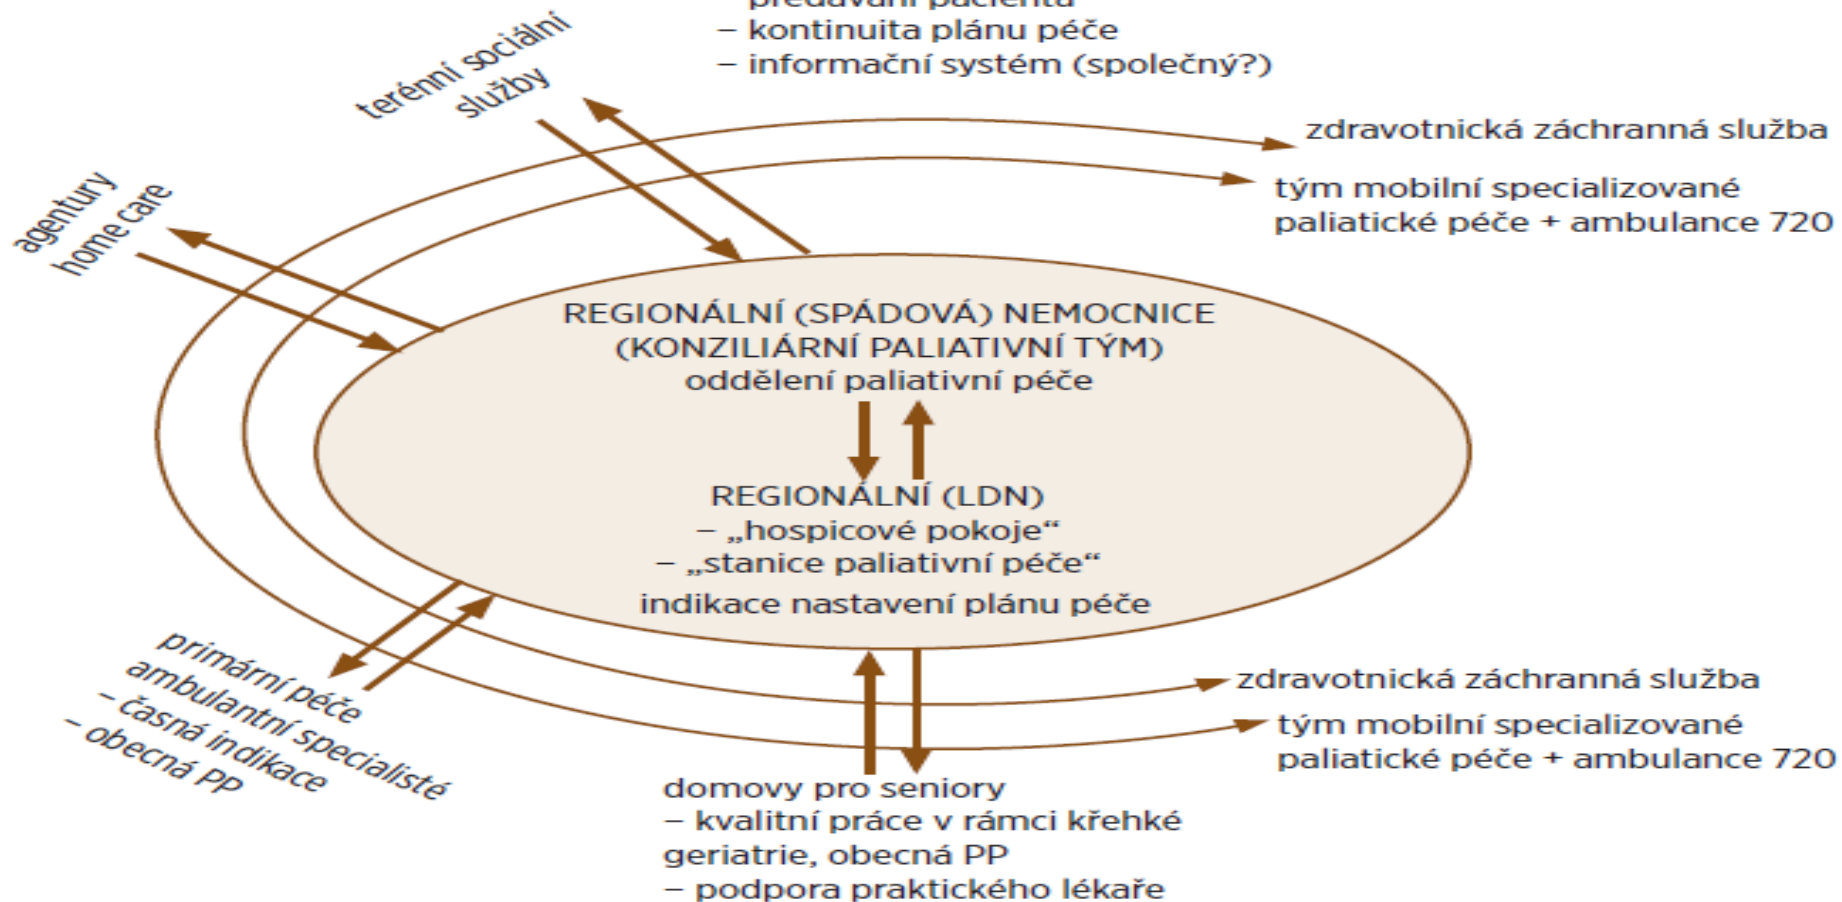 předávání pacienta
– kontinuita plánu péče
– informační systém (společný?)
terénní sociální
služby
zdravotnická záchranná služba
tým mobilní specializované
paliatické péče + ambulance 720
agentury
home care
REGIONÁLNÍ (SPÁDOVÁ) NEMOCNICE
(KONZILIÁRNÍ PALIATIVNÍ TÝM)
oddělení paliativní péče
REGIONÁLNÍ (LDN)
– „hospicové pokoje“
– „stanice paliativní péče“
indikace nastavení plánu péče
primární péče
ambulantní specialisté
– časná indikace
– obecná PP
zdravotnická záchranná služba
tým mobilní specializované
paliatické péče + ambulance 720
domovy pro seniory
– kvalitní práce v rámci křehké
geriatrie, obecná PP
– podpora praktického lékaře